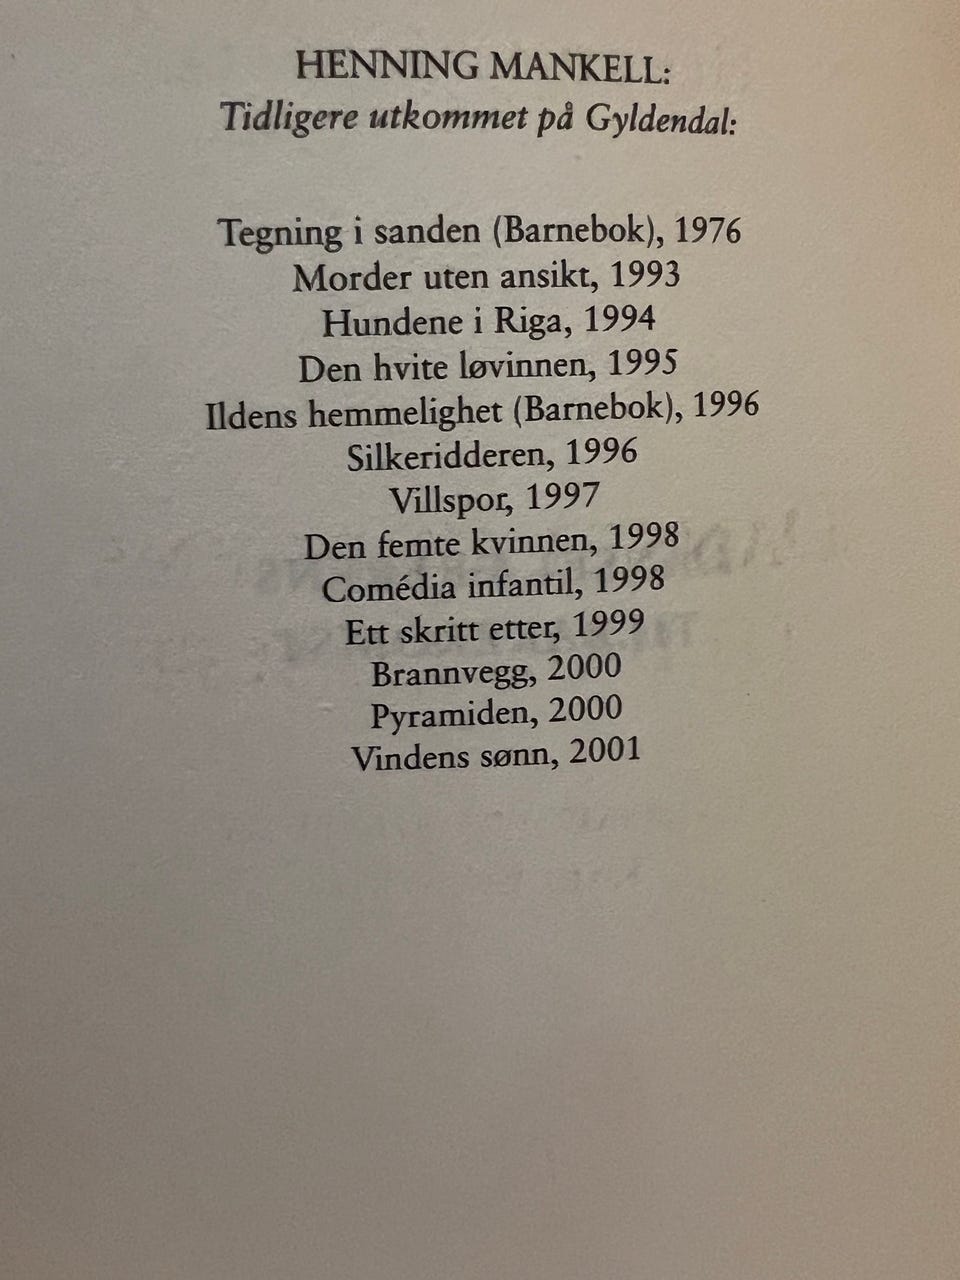 HENNING MANKELL:
Tidligere utkommet på Gyldendal:
Tegning i sanden (Barnebok), 1976
Morder uten ansikt, 1993
Hundene i Riga, 1994
Den hvite løvinnen, 1995
Ildens hemmelighet (Barnebok), 1996
Silkeridderen, 1996
Villspor, 1997
Den femte kvinnen, 1998
Comédia infantil, 1998
Ett skritt etter, 1999
Brannvegg, 2000
Pyramiden, 2000
Vindens sønn, 2001